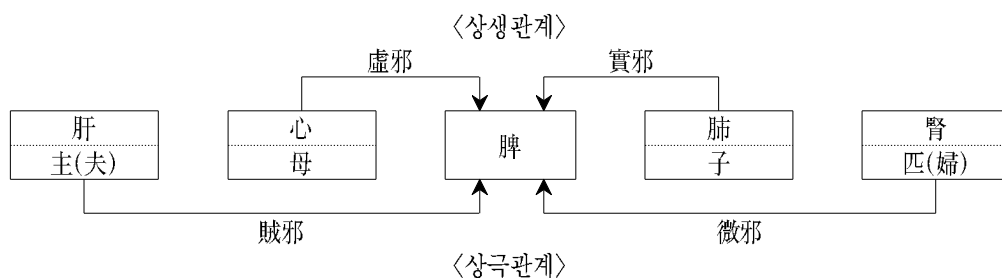 〈상생관계〉
虛邪 實邪
肝 心 脾 肺 腎
主(夫) 母 子 匹(婦)
賊邪 微邪
〈상극관계〉